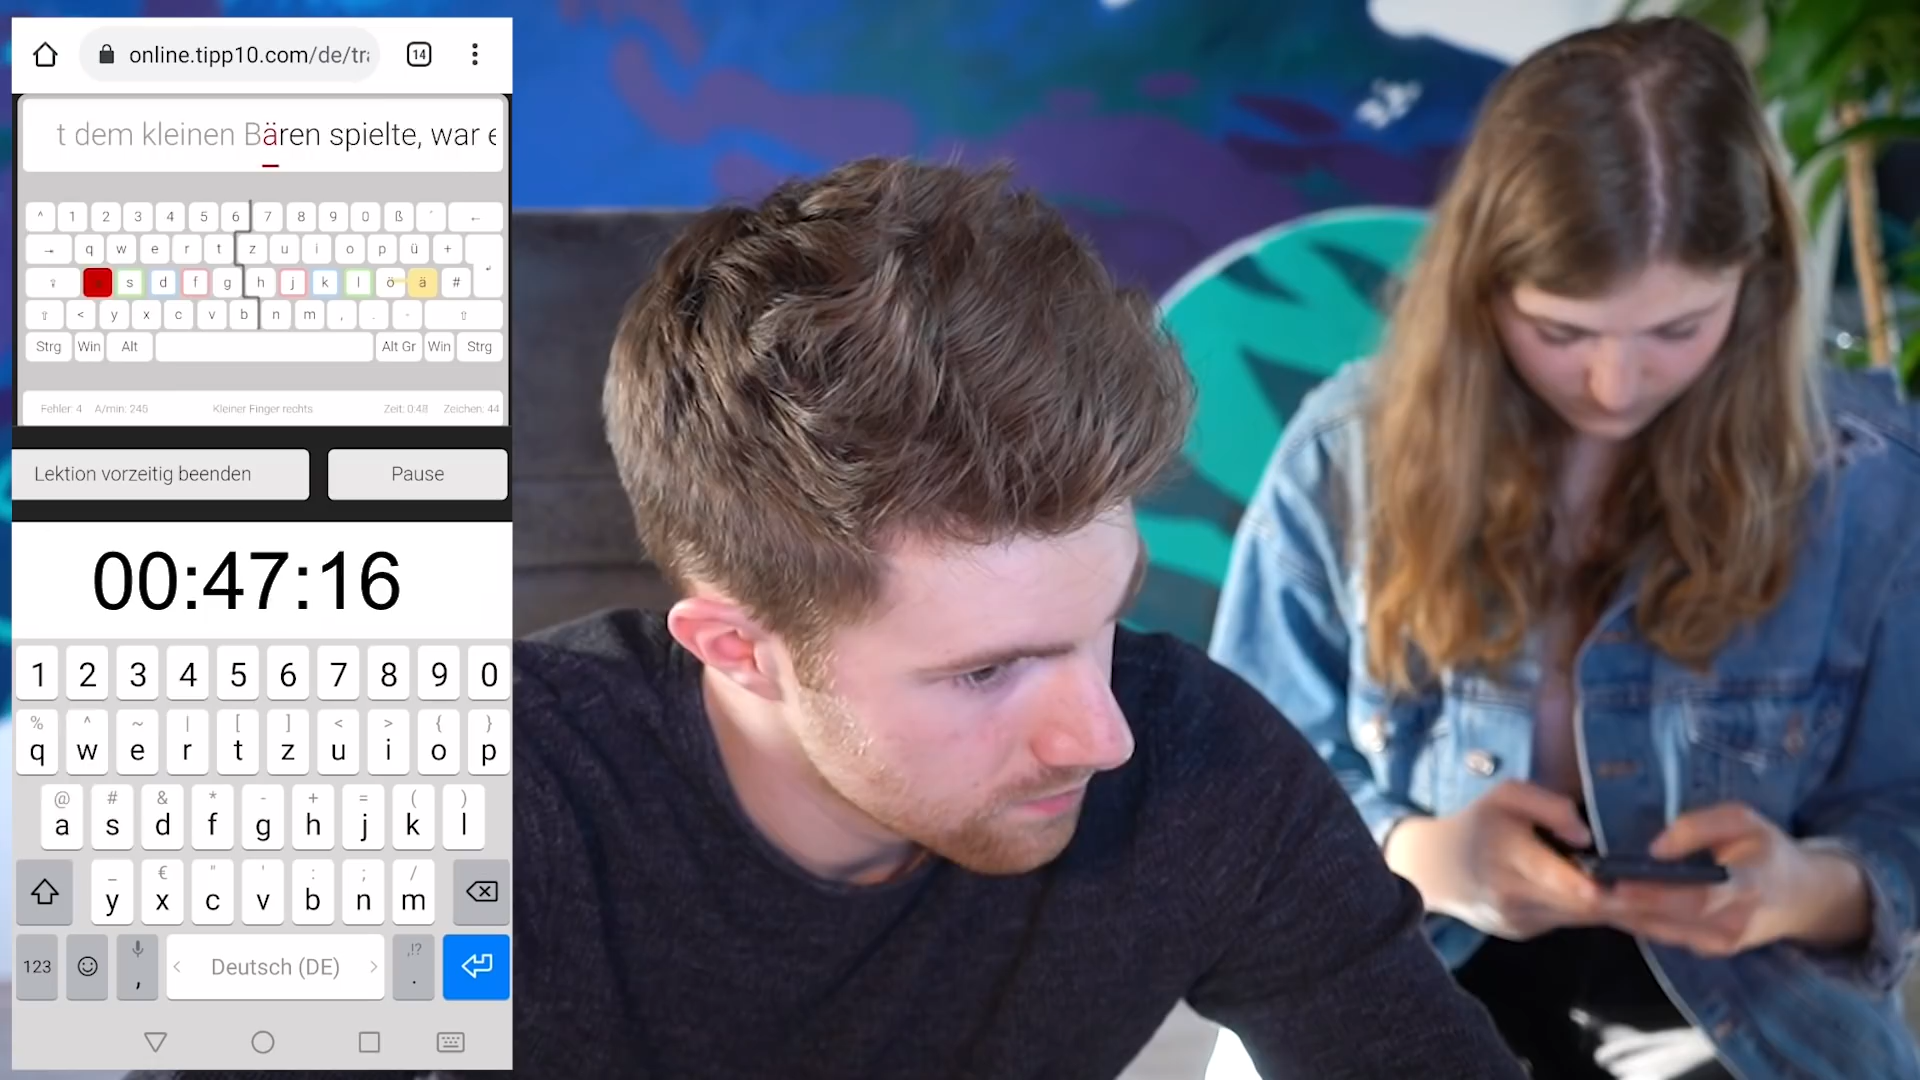 online.tipp10.com/de/tra
14
t dem kleinen Bären spielte, war e
^ 1 2 3 4 5 6 7 8 9 0 ß ´ ←
→ q w e r t z u i o p ü +
⇪ s d f g h j k l ö ä #
⇧ < y x c v b n m , . - ⇧
Strg Win Alt Alt Gr Win Strg
Fehler: 4 A/min: 245 Kleiner Finger rechts Zeit: 0:48 Zeichen: 44
Lektion vorzeitig beenden Pause
00:47:16
1 2 3 4 5 6 7 8 9 0
% ^ ~ | [ ] < > { }
q w e r t z u i o p
@ # & * - + = ( )
a s d f g h j k l
_ € " ' : ; /
y x c v b n m
,!?
123 , < Deutsch (DE) > .